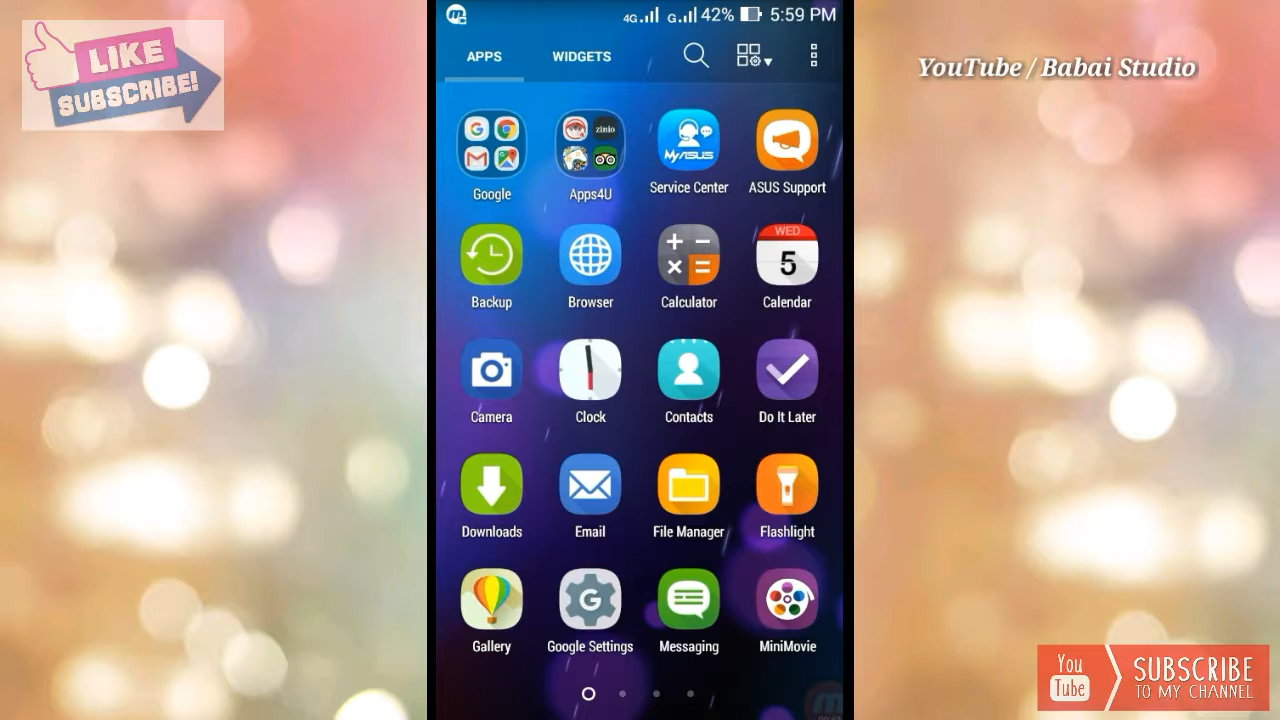 LIKE
SUBSCRIBE!
4G G 42% 5:59 PM
APPS WIDGETS
YouTube / Babai Studio
zinio
MyASUS
Google Apps4U Service Center ASUS Support
WED
5
Backup Browser Calculator Calendar
Camera Clock Contacts Do It Later
Downloads Email File Manager Flashlight
G
Gallery Google Settings Messaging MiniMovie
You
Tube
SUBSCRIBE
TO MY CHANNEL